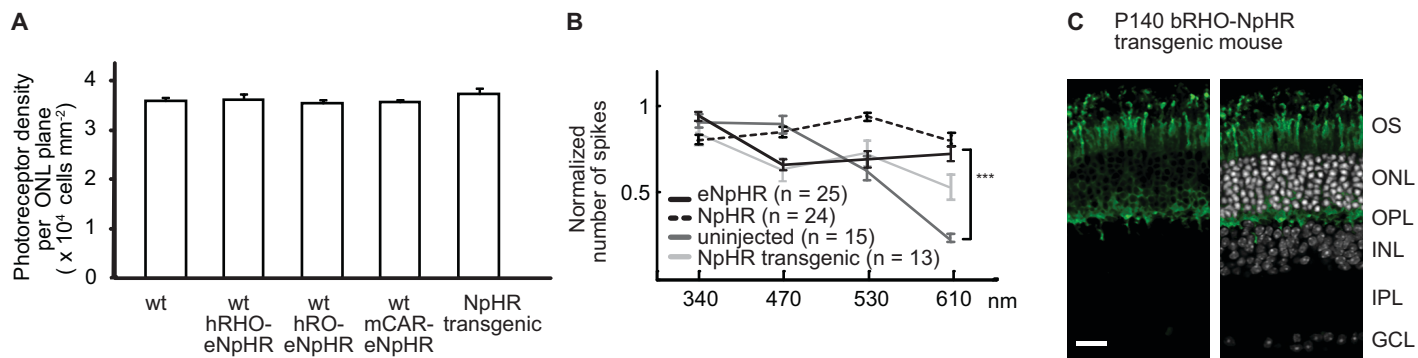 A
Photoreceptor density
per ONL plane
( x 10⁴ cells mm⁻²)
4
3
2
1
0
wt
wt
hRHO-
eNpHR
wt
hRO-
eNpHR
wt
mCAR-
eNpHR
NpHR
transgenic
B
Normalized
number of spikes
1
0.5
eNpHR (n = 25)
NpHR (n = 24)
uninjected (n = 15)
NpHR transgenic (n = 13)
***
340
470
530
610
nm
C
P140 bRHO-NpHR
transgenic mouse
OS
ONL
OPL
INL
IPL
GCL